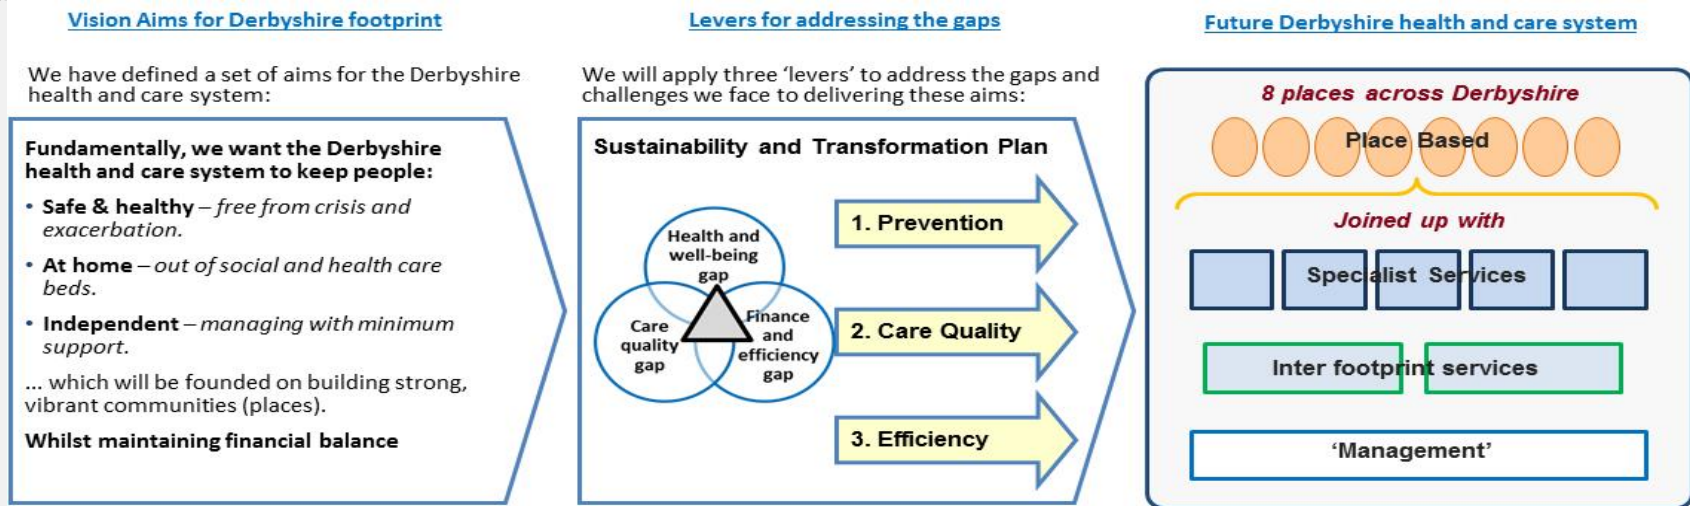 Vision Aims for Derbyshire footprint
We have defined a set of aims for the Derbyshire
health and care system:
Fundamentally, we want the Derbyshire
health and care system to keep people:
• Safe & healthy – free from crisis and
exacerbation.
• At home – out of social and health care
beds.
• Independent – managing with minimum
support.
... which will be founded on building strong,
vibrant communities (places).
Whilst maintaining financial balance
Levers for addressing the gaps
We will apply three ‘levers’ to address the gaps and
challenges we face to delivering these aims:
Sustainability and Transformation Plan
Health and
well-being
gap
Care
quality
gap
Finance
and
efficiency
gap
1. Prevention
2. Care Quality
3. Efficiency
Future Derbyshire health and care system
8 places across Derbyshire
Place Based
Joined up with
Specialist Services
Inter footprint services
‘Management’